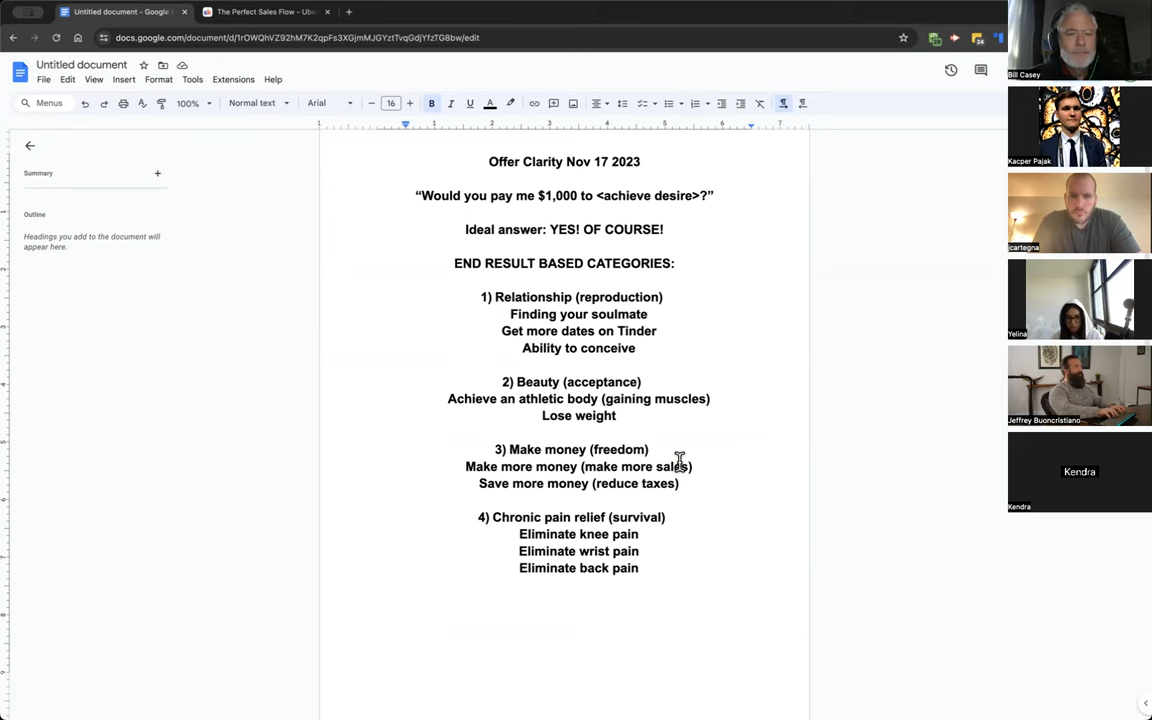 Untitled document - Google
The Perfect Sales Flow - Ube
docs.google.com/document/d/1rOWQhVZ92hM7K2qpFs3XGjmMJGYztTvqGdjYfzTG8bw/edit
Untitled document
File Edit View Insert Format Tools Extensions Help
Menus 100% Normal text Arial 16
Summary
Outline
Headings you add to the document will
appear here.
Offer Clarity Nov 17 2023
“Would you pay me $1,000 to <achieve desire>?”
Ideal answer: YES! OF COURSE!
END RESULT BASED CATEGORIES:
1) Relationship (reproduction)
Finding your soulmate
Get more dates on Tinder
Ability to conceive
2) Beauty (acceptance)
Achieve an athletic body (gaining muscles)
Lose weight
3) Make money (freedom)
Make more money (make more sales)
Save more money (reduce taxes)
4) Chronic pain relief (survival)
Eliminate knee pain
Eliminate wrist pain
Eliminate back pain
Bill Casey
Kacper Pajak
jcartegna
Yelina
Jeffrey Buoncristiano
Kendra
Kendra